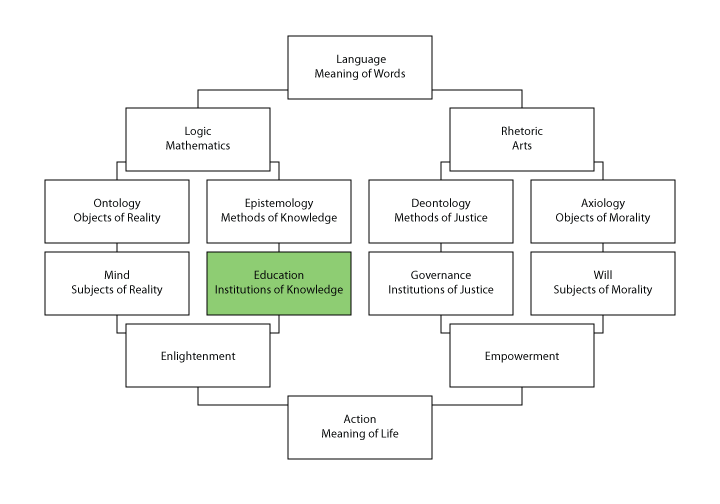 Language
Meaning of Words
Logic
Mathematics
Rhetoric
Arts
Ontology
Objects of Reality
Epistemology
Methods of Knowledge
Deontology
Methods of Justice
Axiology
Objects of Morality
Mind
Subjects of Reality
Education
Institutions of Knowledge
Governance
Institutions of Justice
Will
Subjects of Morality
Enlightenment
Empowerment
Action
Meaning of Life